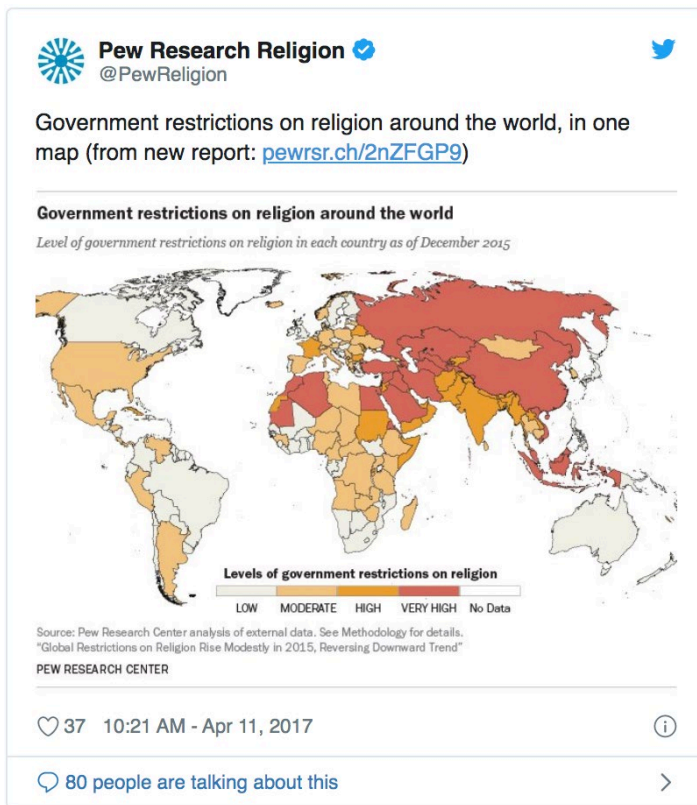 Pew Research Religion
@PewReligion
Government restrictions on religion around the world, in one
map (from new report: pewrsr.ch/2nZFGP9)
Government restrictions on religion around the world
Level of government restrictions on religion in each country as of December 2015
Levels of government restrictions on religion
LOW MODERATE HIGH VERY HIGH No Data
Source: Pew Research Center analysis of external data. See Methodology for details.
"Global Restrictions on Religion Rise Modestly in 2015, Reversing Downward Trend"
PEW RESEARCH CENTER
37 10:21 AM - Apr 11, 2017
80 people are talking about this